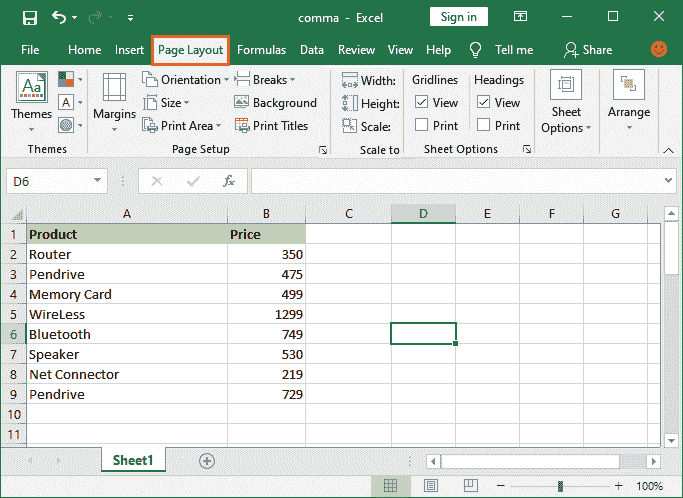 comma - Excel
Sign in
File Home Insert Page Layout Formulas Data Review View Help Tell me Share
Aa
A
Themes
Themes
Margins
Orientation
Size
Print Area
Breaks
Background
Print Titles
Page Setup
Width:
Height:
Scale:
Scale to
Gridlines
View
Print
Headings
View
Print
Sheet Options
Sheet
Options
Arrange
D6
fx
A B C D E F G
1 Product Price
2 Router 350
3 Pendrive 475
4 Memory Card 499
5 WireLess 1299
6 Bluetooth 749
7 Speaker 530
8 Net Connector 219
9 Pendrive 729
10
11
Sheet1
100%